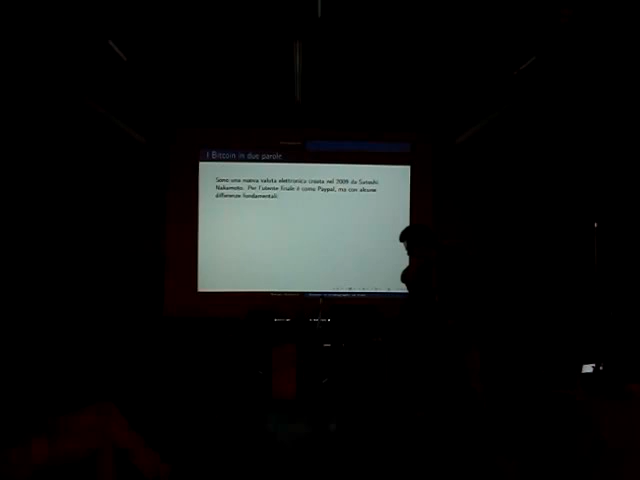 I Bitcoin in due parole
Sono una nuova valuta elettronica creata nel 2009 da Satoshi
Nakamoto. Per l'utente finale è come Paypal, ma con alcune
differenze fondamentali.